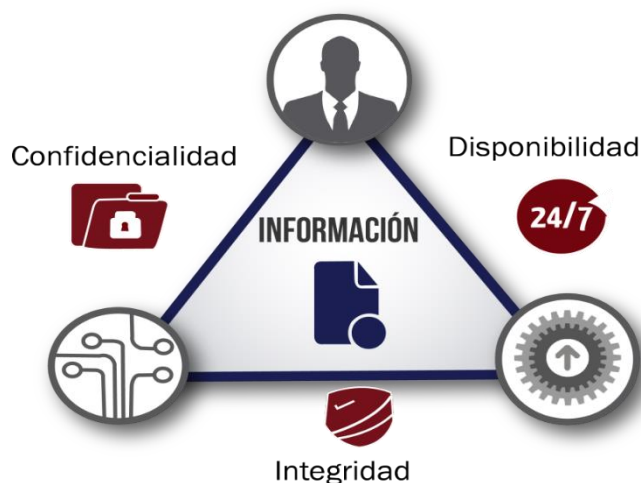 Confidencialidad
Disponibilidad
24/7
INFORMACIÓN
Integridad